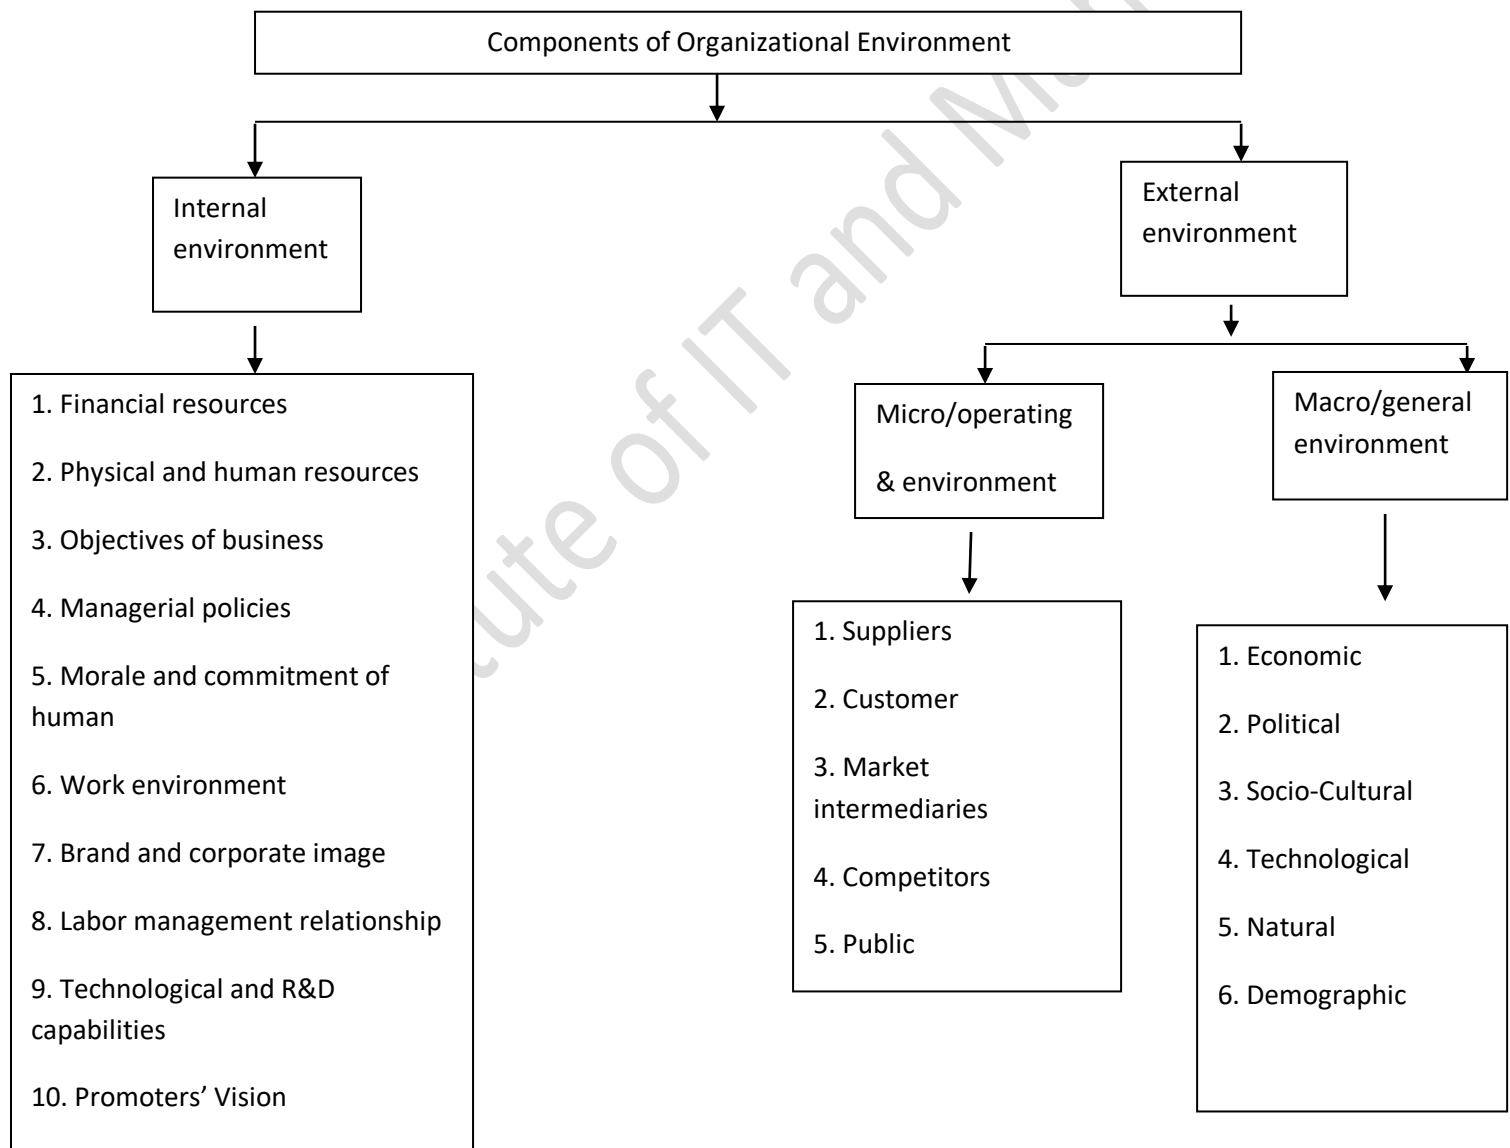 Components of Organizational Environment
Internal
environment
External
environment
1. Financial resources
2. Physical and human resources
3. Objectives of business
4. Managerial policies
5. Morale and commitment of
human
6. Work environment
7. Brand and corporate image
8. Labor management relationship
9. Technological and R&D
capabilities
10. Promoters’ Vision
Micro/operating
& environment
Macro/general
environment
1. Suppliers
2. Customer
3. Market
intermediaries
4. Competitors
5. Public
1. Economic
2. Political
3. Socio-Cultural
4. Technological
5. Natural
6. Demographic
of IT and